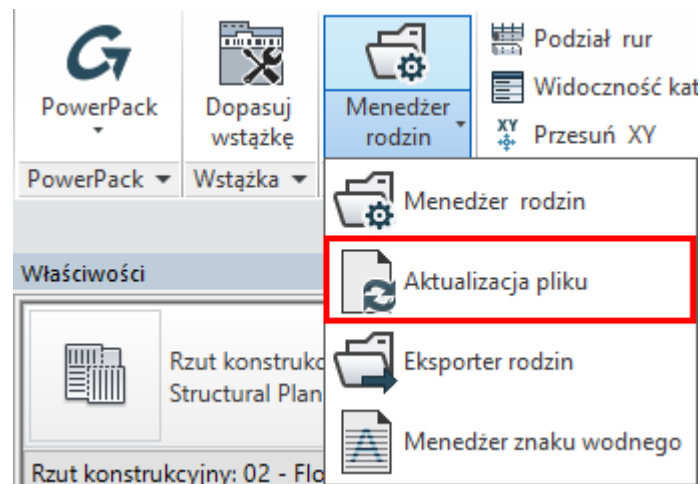 PowerPack
Dopasuj
wstążkę
Menedżer
rodzin
Podział rur
Widoczność kat
XY
Przesuń XY
PowerPack
Wstążka
Menedżer rodzin
Właściwości
Aktualizacja pliku
Rzut konstrukc
Structural Plan
Eksporter rodzin
Menedżer znaku wodnego
Rzut konstrukcyjny: 02 - Flo